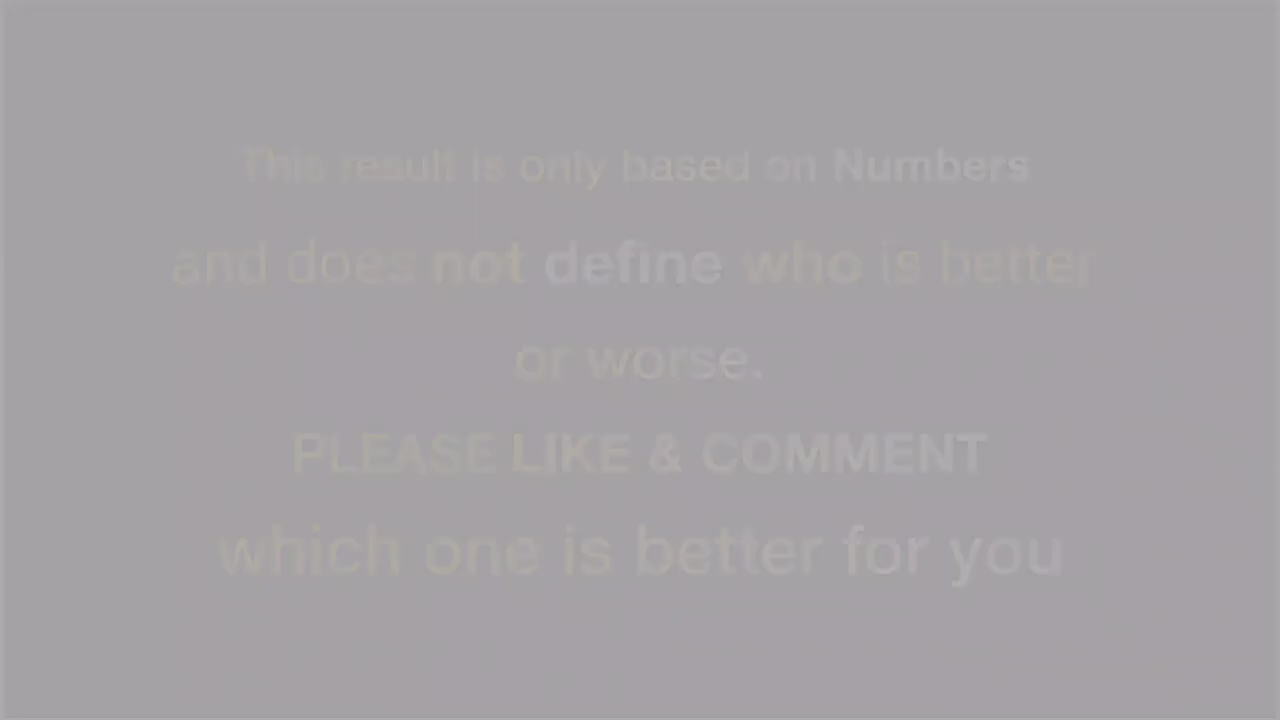 This result is only based on Numbers
and does not define who is better
or worse.
PLEASE LIKE & COMMENT
which one is better for you